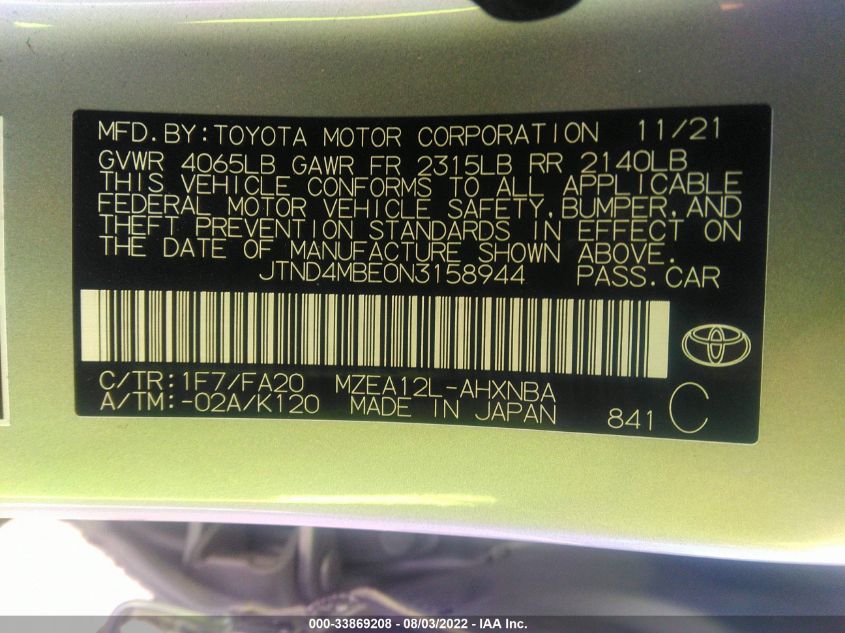 MFD.BY:TOYOTA MOTOR CORPORATION 11/21
GVWR 4065LB GAWR FR 2315LB RR 2140LB
THIS VEHICLE CONFORMS TO ALL APPLICABLE
FEDERAL MOTOR VEHICLE SAFETY,BUMPER,AND
THEFT PREVENTION STANDARDS IN EFFECT ON
THE DATE OF MANUFACTURE SHOWN ABOVE.
JTND4MBE0N3158944 PASS.CAR
C/TR:1F7/FA20 MZEA12L-AHXNBA
A/TM:-02A/K120 MADE IN JAPAN 841 C
000-33869208 - 08/03/2022 - IAA Inc.